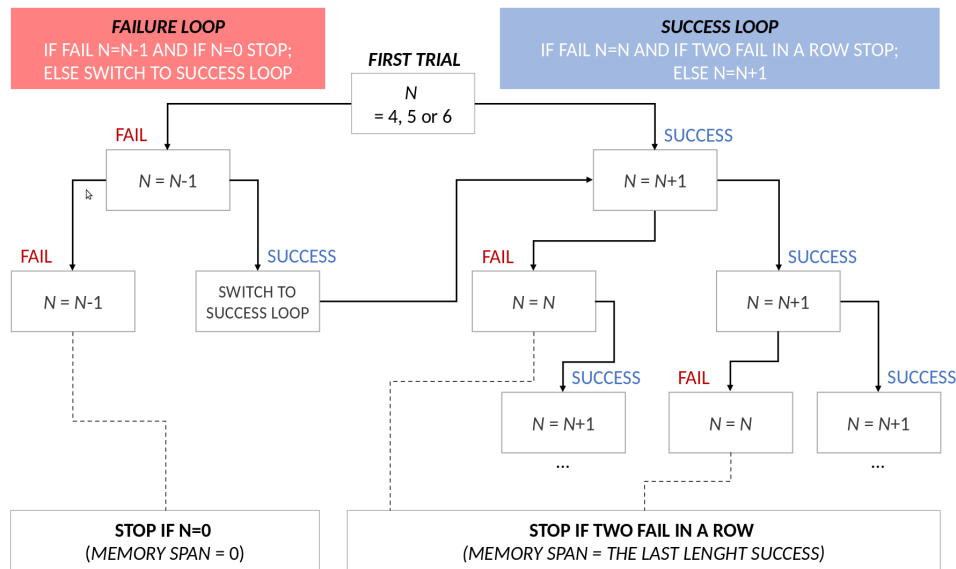 FAILURE LOOP
IF FAIL N=N-1 AND IF N=0 STOP;
ELSE SWITCH TO SUCCESS LOOP
SUCCESS LOOP
IF FAIL N=N AND IF TWO FAIL IN A ROW STOP;
ELSE N=N+1
FIRST TRIAL
N
= 4, 5 or 6
FAIL
SUCCESS
N = N-1
N = N+1
FAIL
SUCCESS
FAIL
SUCCESS
N = N-1
SWITCH TO
SUCCESS LOOP
N = N
N = N+1
SUCCESS
FAIL
SUCCESS
N = N+1
N = N
N = N+1
...
...
STOP IF N=0
(MEMORY SPAN = 0)
STOP IF TWO FAIL IN A ROW
(MEMORY SPAN = THE LAST LENGHT SUCCESS)